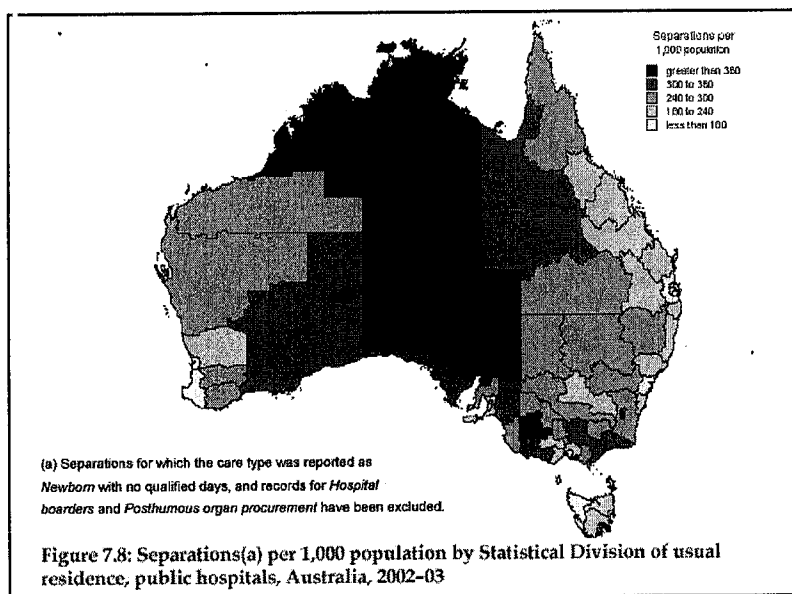 Separations per
1,000 population
greater than 360
300 to 360
240 to 300
180 to 240
less than 180
(a) Separations for which the care type was reported as
Newborn with no qualified days, and records for Hospital
boarders and Posthumous organ procurement have been excluded.
Figure 7.8: Separations(a) per 1,000 population by Statistical Division of usual
residence, public hospitals, Australia, 2002–03